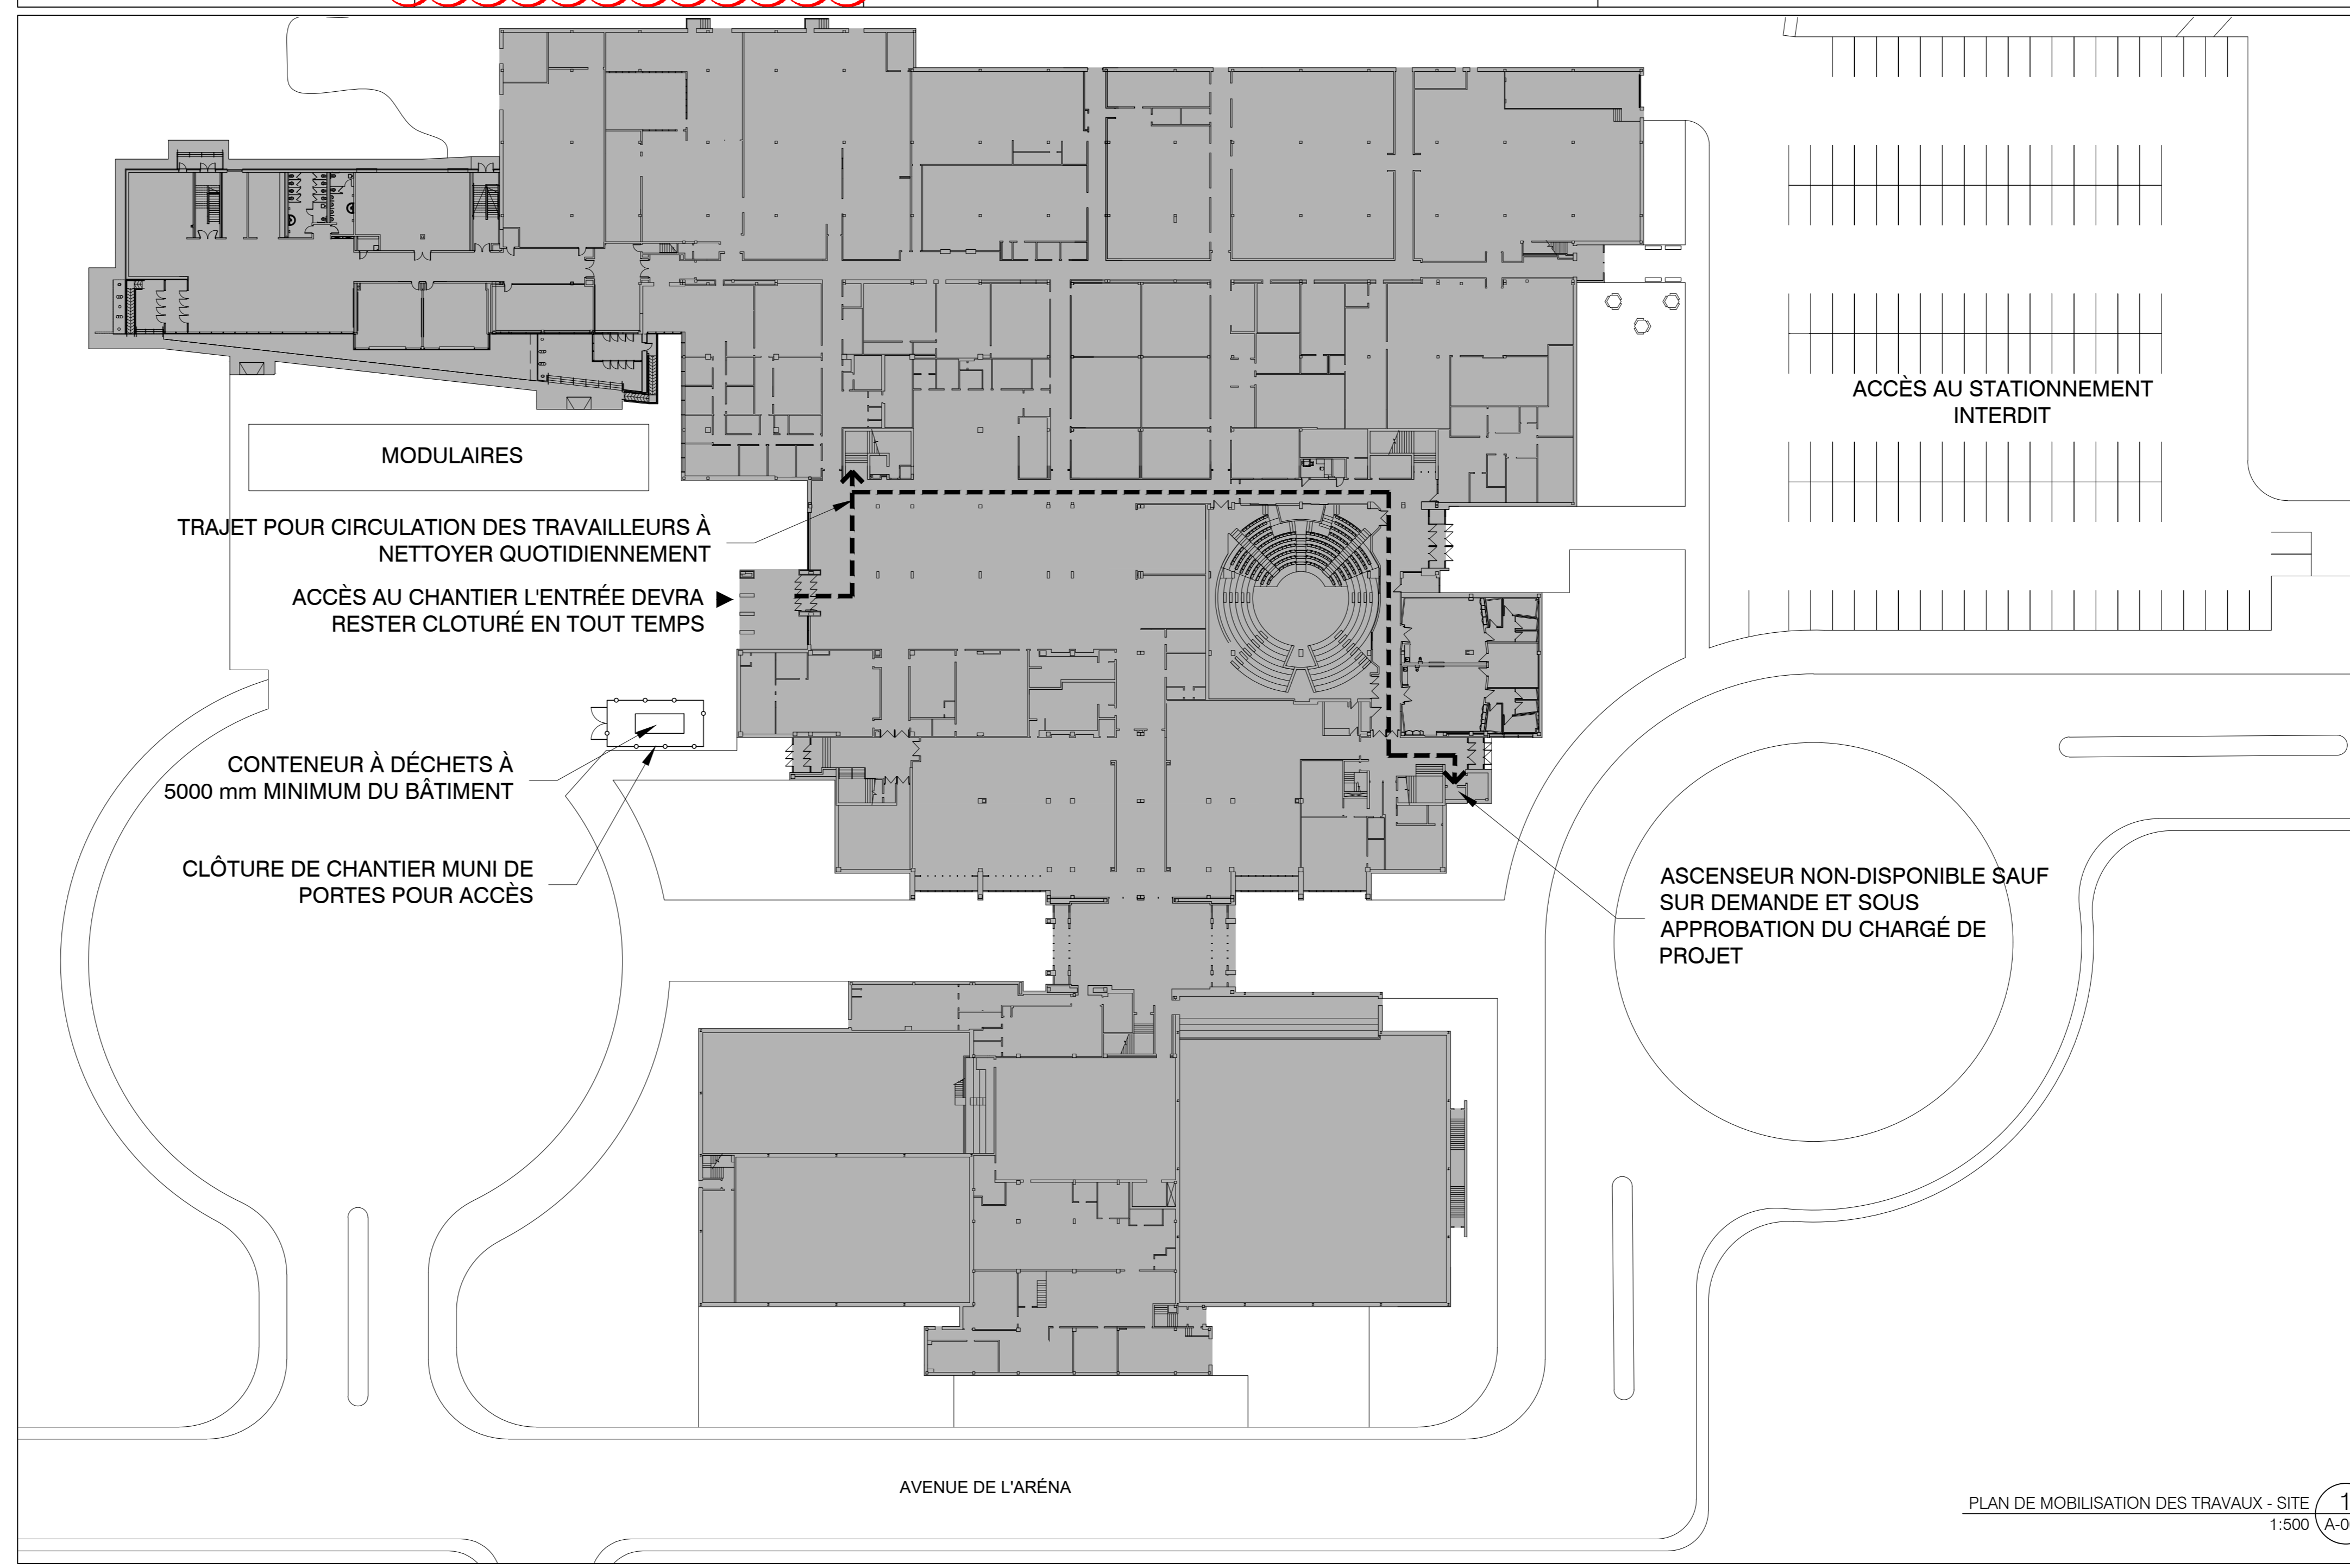 MODULAIRES
ACCÈS AU STATIONNEMENT
INTERDIT
TRAJET POUR CIRCULATION DES TRAVAILLEURS À
NETTOYER QUOTIDIENNEMENT
ACCÈS AU CHANTIER L'ENTRÉE DEVRA
RESTER CLOTURÉ EN TOUT TEMPS
CONTENEUR À DÉCHETS À
5000 mm MINIMUM DU BÂTIMENT
CLÔTURE DE CHANTIER MUNI DE
PORTES POUR ACCÈS
ASCENSEUR NON-DISPONIBLE SAUF
SUR DEMANDE ET SOUS
APPROBATION DU CHARGÉ DE
PROJET
AVENUE DE L'ARÉNA
PLAN DE MOBILISATION DES TRAVAUX - SITE
1:500
1